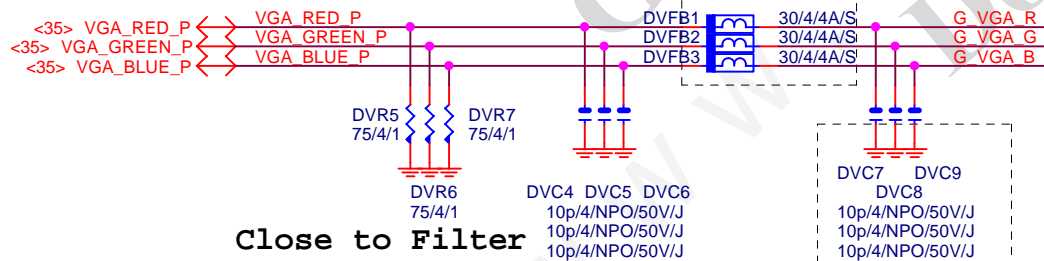 <35> VGA_RED_P VGA_RED_P DVFB1 30/4/4A/S G_VGA_R
<35> VGA_GREEN_P VGA_GREEN_P DVFB2 30/4/4A/S G_VGA_G
<35> VGA_BLUE_P VGA_BLUE_P DVFB3 30/4/4A/S G_VGA_B
DVR5 DVR7
75/4/1 75/4/1
DVC7 DVC9
DVR6 DVC4 DVC5 DVC6 DVC8
75/4/1 10p/4/NPO/50V/J 10p/4/NPO/50V/J
10p/4/NPO/50V/J 10p/4/NPO/50V/J
Close to Filter 10p/4/NPO/50V/J 10p/4/NPO/50V/J